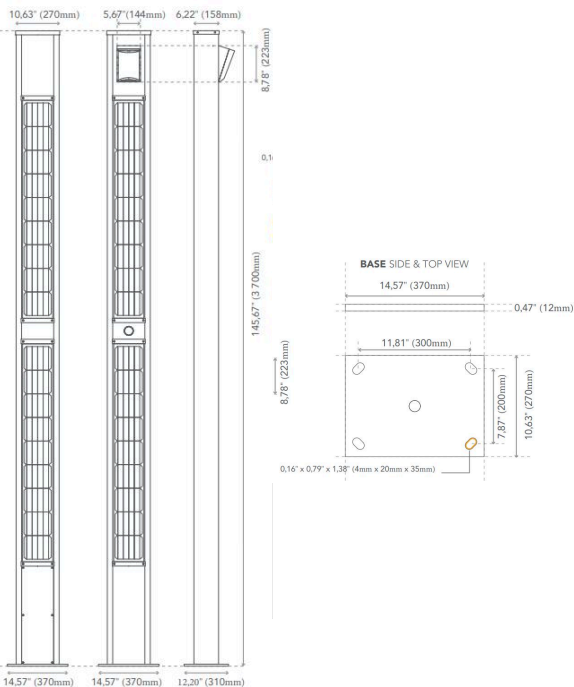 10,63" (270mm)
5,67"(144mm)
6,22" (158mm)
8,78" (223mm)
0,1
145,67" (3 700mm)
8,78" (223mm)
14,57" (370mm)
14,57" (370mm)
12,20" (310mm)
BASE SIDE & TOP VIEW
14,57" (370mm)
0,47" (12mm)
11,81" (300mm)
7,87" (200mm)
10,63" (270mm)
0,16" x 0,79" x 1,38" (4mm x 20mm x 35mm)